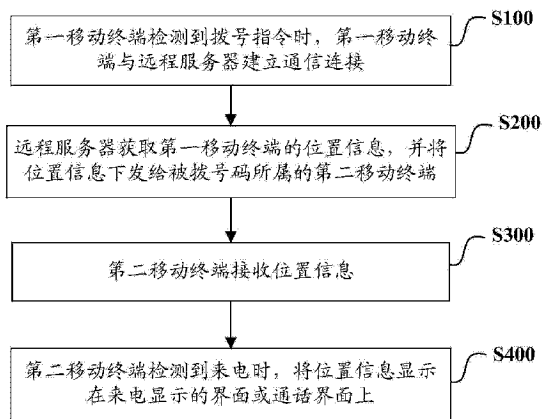 第一移动终端检测到拨号指令时，第一移动终
端与远程服务器建立通信连接
S100
远程服务器获取第一移动终端的位置信息，并将
位置信息下发给被拨号码所属的第二移动终端
S200
第二移动终端接收位置信息
S300
第二移动终端检测到来电时，将位置信息显示
在来电显示的界面或通话界面上
S400